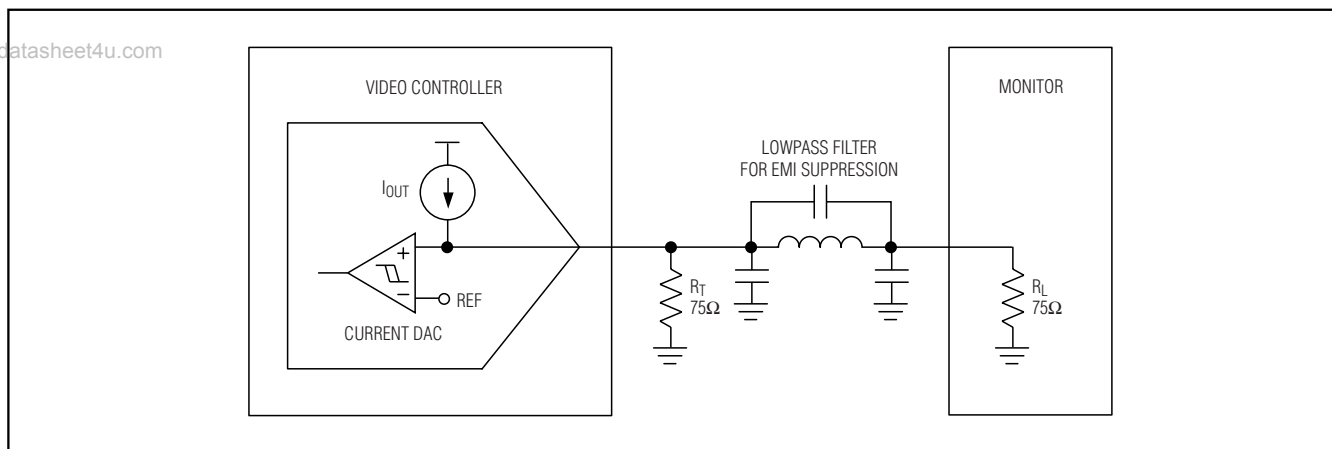 datasheet4u.com
VIDEO CONTROLLER
MONITOR
LOWPASS FILTER
FOR EMI SUPPRESSION
IOUT
+
−
REF
CURRENT DAC
RT
75Ω
RL
75Ω